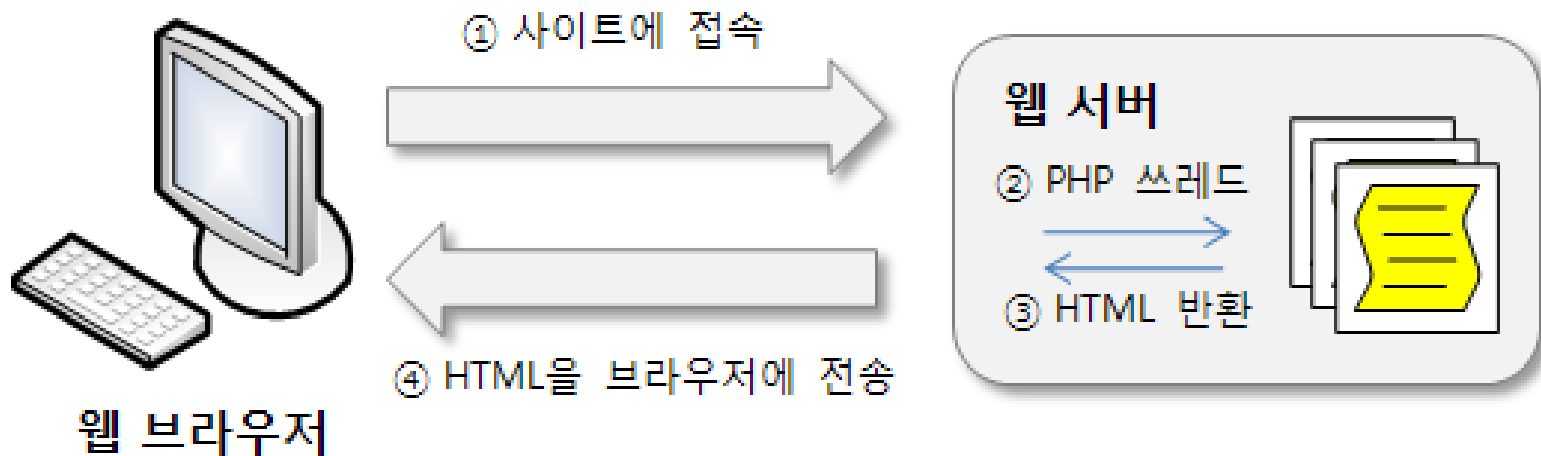 ① 사이트에 접속
웹 서버
② PHP 쓰레드
③ HTML 반환
④ HTML을 브라우저에 전송
웹 브라우저